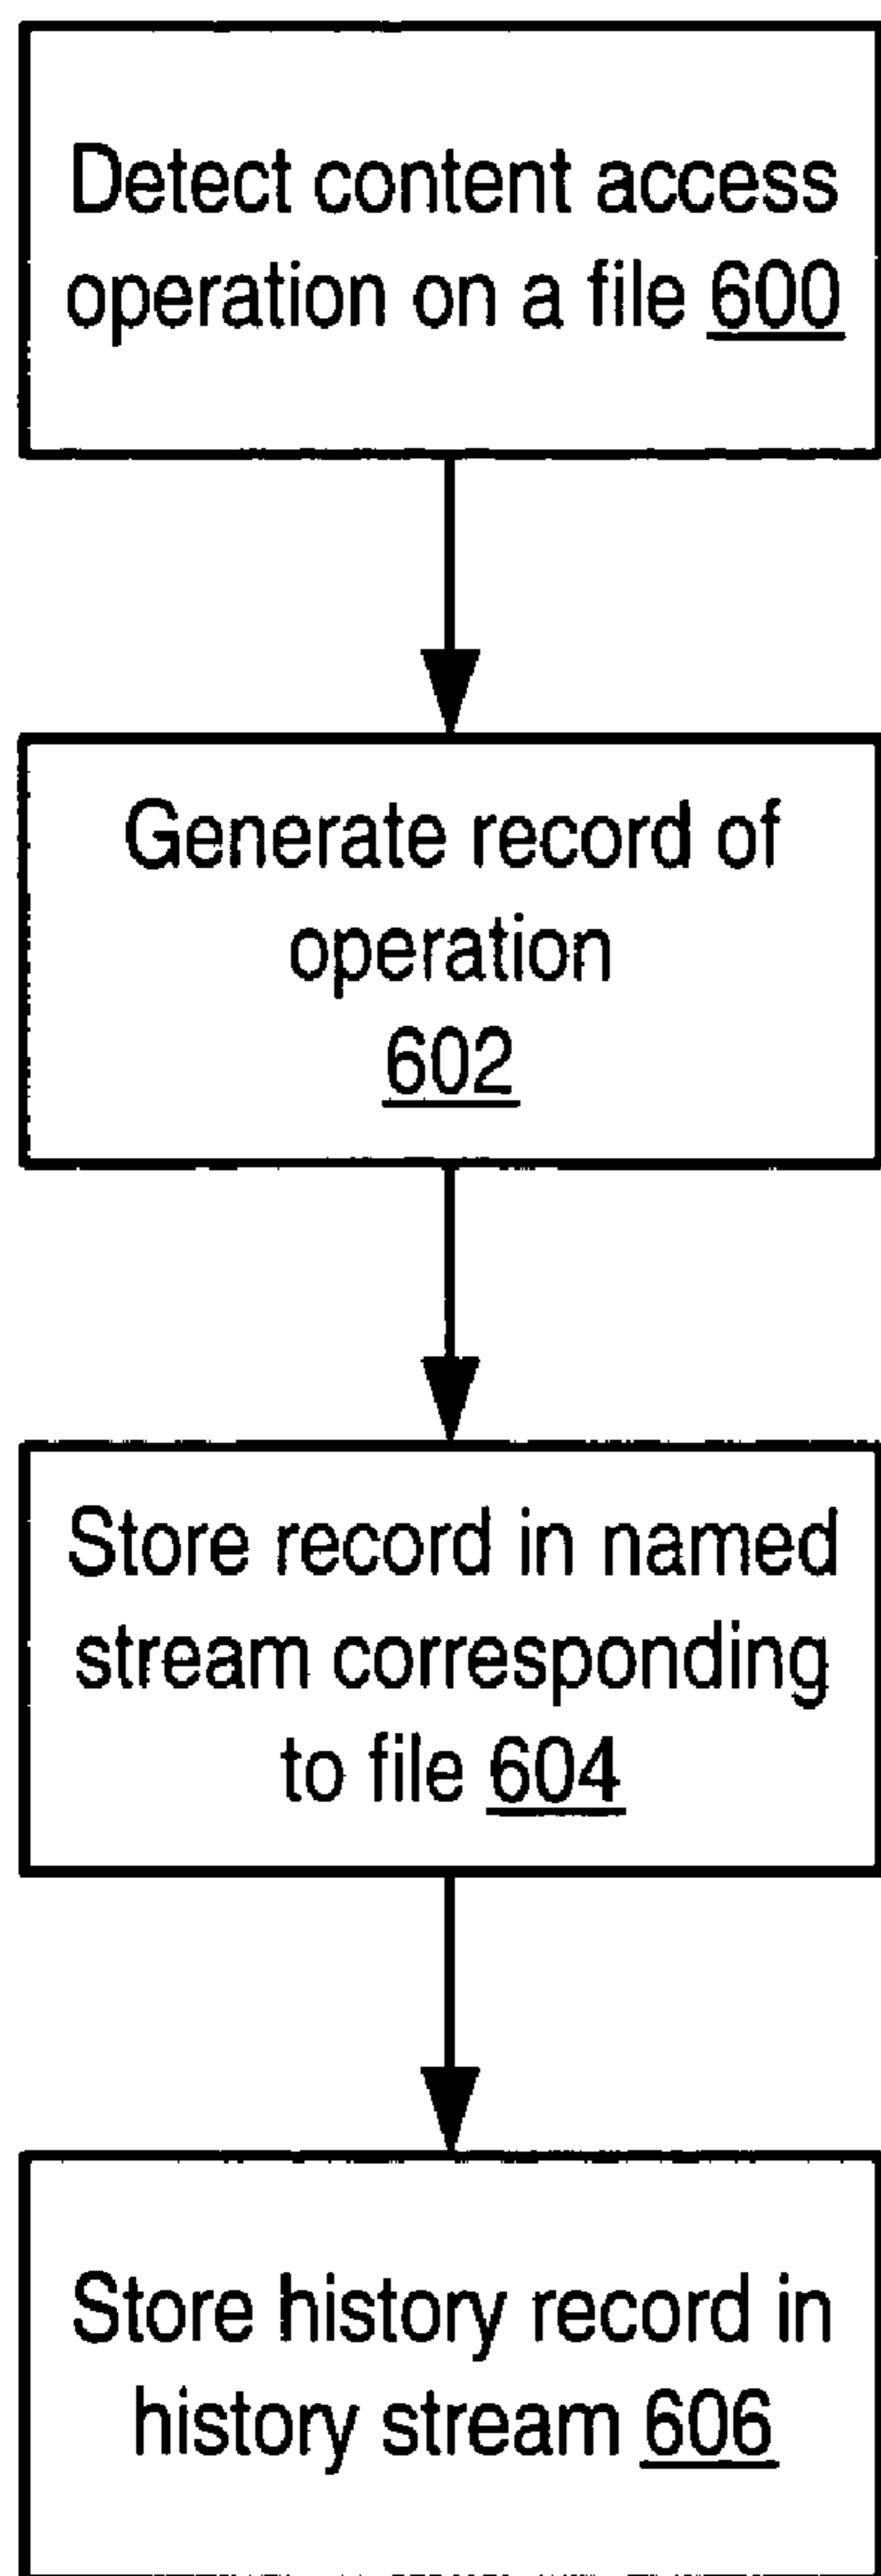 Detect content access
operation on a file 600
Generate record of
operation
602
Store record in named
stream corresponding
to file 604
Store history record in
history stream 606